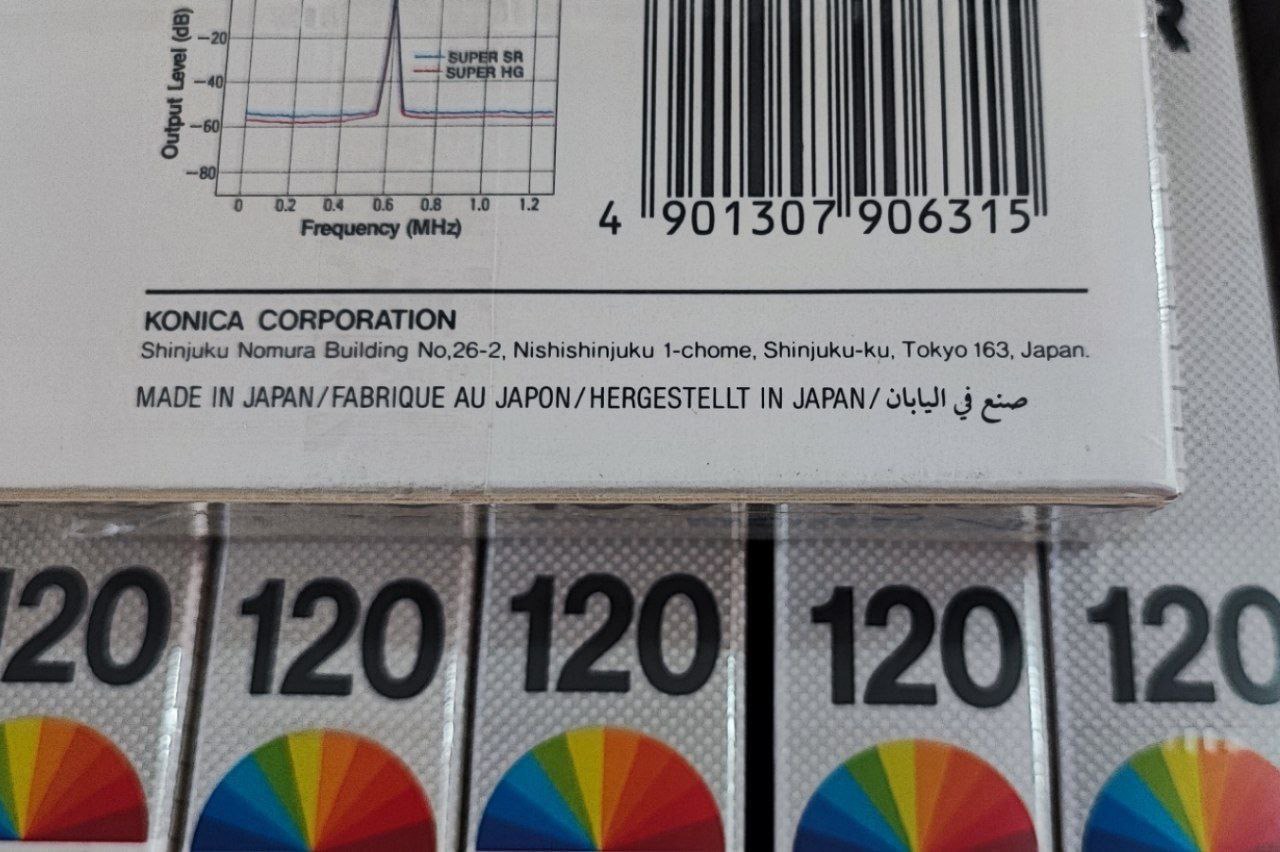 Output Level (dB)
−20
−40
−60
−80
SUPER SR
SUPER HG
0 0.2 0.4 0.6 0.8 1.0 1.2
Frequency (MHz)
4 901307 906315
R
KONICA CORPORATION
Shinjuku Nomura Building No,26-2, Nishishinjuku 1-chome, Shinjuku-ku, Tokyo 163, Japan.
MADE IN JAPAN/FABRIQUE AU JAPON/HERGESTELLT IN JAPAN/صنع في اليابان
120 120 120 120 120